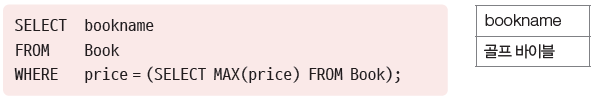 SELECT bookname
FROM Book
WHERE price = (SELECT MAX(price) FROM Book);
bookname
골프 바이블